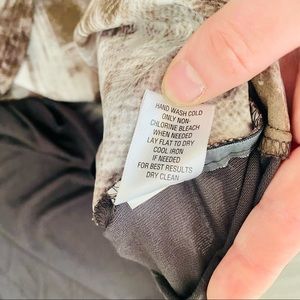 HAND WASH COLD
ONLY NON-
CHLORINE BLEACH
WHEN NEEDED
LAY FLAT TO DRY
COOL IRON
IF NEEDED
FOR BEST RESULTS
DRY CLEAN